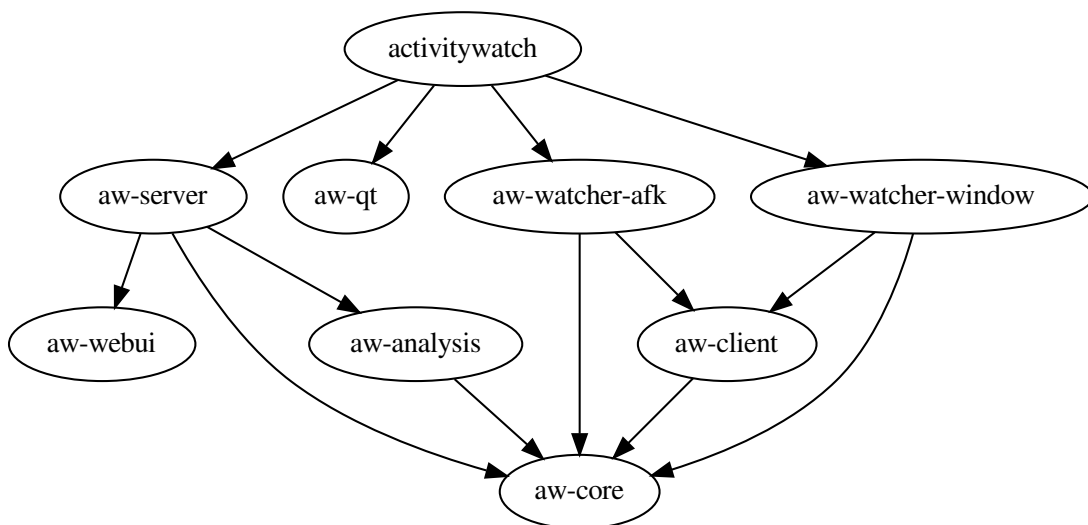 activitywatch
aw-server
aw-qt
aw-watcher-afk
aw-watcher-window
aw-webui
aw-analysis
aw-client
aw-core